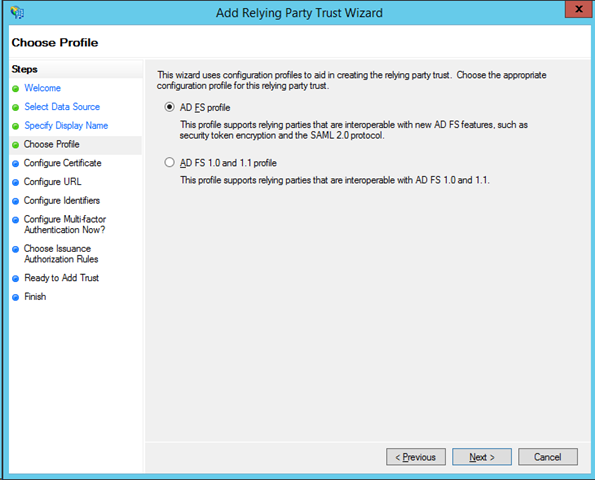 Add Relying Party Trust Wizard
x
Choose Profile
Steps
Welcome
Select Data Source
Specify Display Name
Choose Profile
Configure Certificate
Configure URL
Configure Identifiers
Configure Multi-factor
Authentication Now?
Choose Issuance
Authorization Rules
Ready to Add Trust
Finish
This wizard uses configuration profiles to aid in creating the relying party trust. Choose the appropriate
configuration profile for this relying party trust.
AD FS profile
This profile supports relying parties that are interoperable with new AD FS features, such as
security token encryption and the SAML 2.0 protocol.
AD FS 1.0 and 1.1 profile
This profile supports relying parties that are interoperable with AD FS 1.0 and 1.1.
< Previous
Next >
Cancel